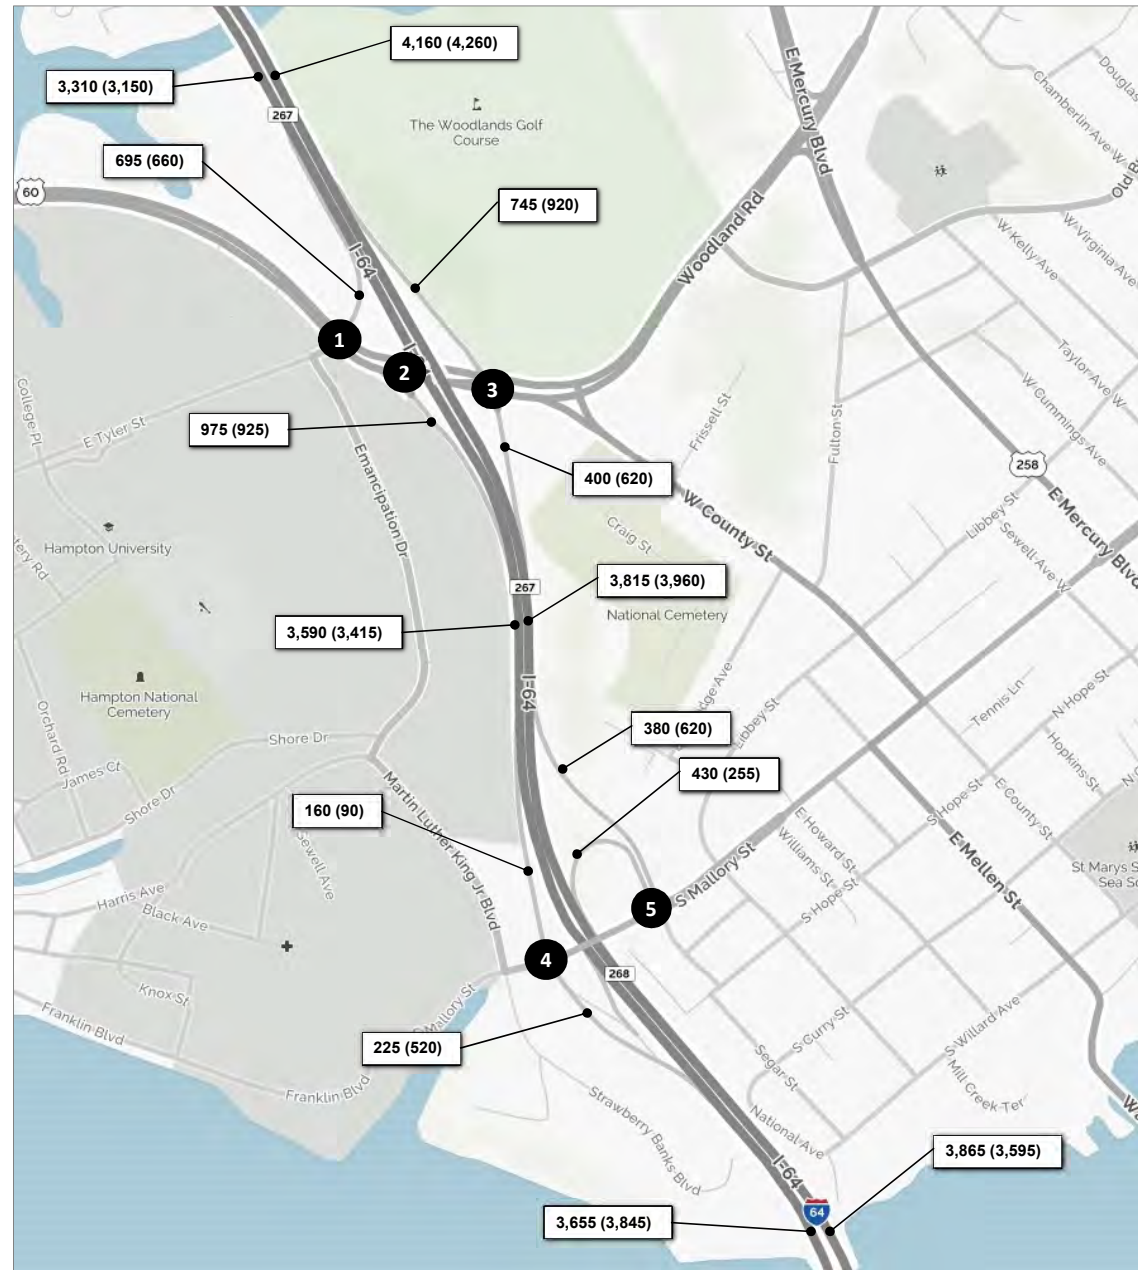 4,160 (4,260)
3,310 (3,150)
267
695 (660)
60
745 (920)
The Woodlands Golf
Course
E Mercury Blvd
Chamberlin Ave W
Woodland Rd
W Kelly Ave
W Virginia Ave
I-64
1
2
3
Taylor Ave W
W Cummings Ave
Frissell St
Fulton St
College Pl
E Tyler St
975 (925)
400 (620)
258
Emancipation Dr
W County St
E Mercury Blvd
Libbey St
Sewell Ave W
Craig St
Hampton University
267
3,815 (3,960)
National Cemetery
3,590 (3,415)
I-64
Hampton National
Cemetery
Orchard Rd
Tennis Ln
N Hope St
Hopkins St
Shore Dr
James Ct
Shore Dr
380 (620)
Libbey St
430 (255)
160 (90)
Martin Luther King Jr Blvd
Sewell Ave
E Howard St
Williams St
S Hope St
S Hope St
E County St
E Mellen St
St Marys S
Sea Sc
Harris Ave
Black Ave
5
S Mallory St
4
268
Knox St
Franklin Blvd
Mallory St
225 (520)
Franklin Blvd
S Curry St
S Willard Ave
Segar St
S Mill Creek Ter
National Ave
Strawberry Banks Blvd
I-64
64
3,865 (3,595)
3,655 (3,845)